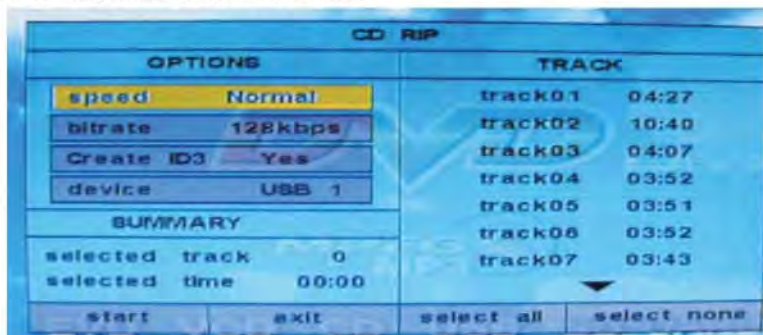 CD RIP
OPTIONS
speed Normal
bitrate 128kbps
Create ID3 Yes
device USB 1
SUMMARY
selected track 0
selected time 00:00
TRACK
track01 04:27
track02 10:40
track03 04:07
track04 03:52
track05 03:51
track06 03:52
track07 03:43
start exit select all select none